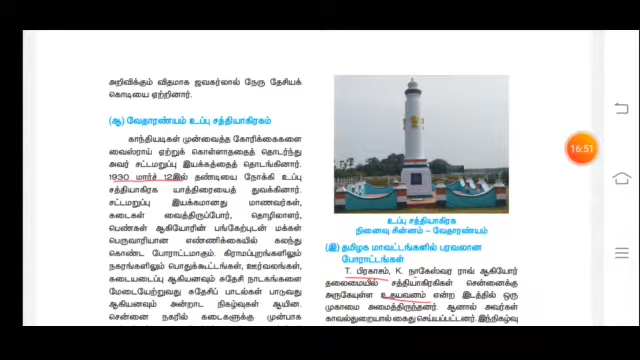 அறிவிக்கும் விதமாக ஜவகர்லால் நேரு தேசியக்
கொடியை ஏற்றினார்.
(ஆ) வேதாரண்யம் உப்பு சத்தியாகிரகம்
காந்தியடிகள் முன்வைத்த கோரிக்கைகளை
வைஸ்ராய் ஏற்றுக் கொள்ளாததைத் தொடர்ந்து
அவர் சட்டமறுப்பு இயக்கத்தைத் தொடங்கினார்.
1930 மார்ச் 12இல் தண்டியை நோக்கி உப்பு
சத்தியாகிரக யாத்திரையைத் துவக்கினார்.
சட்டமறுப்பு இயக்கமானது மாணவர்கள்,
கடைகள் வைத்திருப்போர், தொழிலாளர்,
பெண்கள் ஆகியோரின் பங்கேற்புடன் மக்கள்
பெருவாரியான எண்ணிக்கையில் கலந்து
கொண்ட போராட்டமாகும். கிராமப்புறங்களிலும்
நகரங்களிலும் பொதுக்கூட்டங்கள், ஊர்வலங்கள்,
கடையடைப்பு ஆகியனவும் சுதேசி நாடகங்களை
மேடையேற்றுவது சுதேசிப் பாடல்கள் பாடுவது
ஆகியனவும் அன்றாட நிகழ்வுகள் ஆயின.
சென்னை நகரில் கடைகளுக்கு முன்பாக
உப்பு சத்தியாகிரக
நினைவு சின்னம் – வேதாரண்யம்
(இ) தமிழக மாவட்டங்களில் பரவலான
போராட்டங்கள்
T. பிரகாசம், K. நாகேஸ்வர ராவ் ஆகியோர்
தலைமையில் சத்தியாகிரகிகள் சென்னைக்கு
அருகேயுள்ள உதயவனம் என்ற இடத்தில் ஒரு
முகாமை அமைத்திருந்தனர். ஆனால் அவர்கள்
காவல்துறையால் கைது செய்யப்பட்டனர். இந்நிகழ்வு
16:51